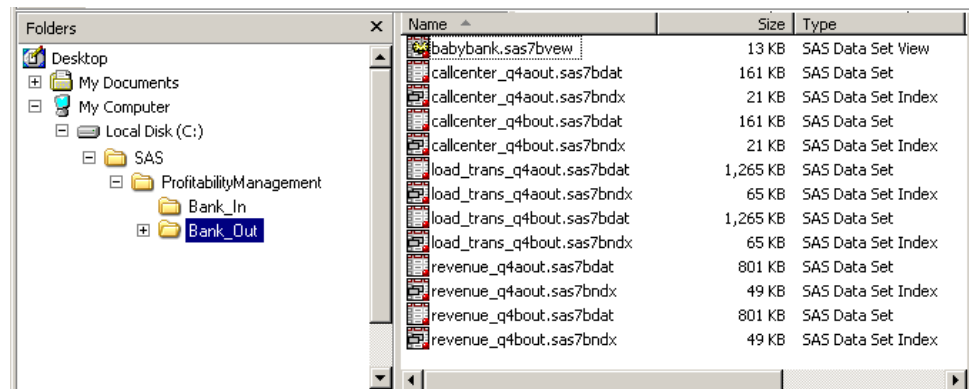 Folders X
Desktop
My Documents
My Computer
Local Disk (C:)
SAS
ProfitabilityManagement
Bank_In
Bank_Out
Name Size Type
babybank.sas7bvew 13 KB SAS Data Set View
callcenter_q4aout.sas7bdat 161 KB SAS Data Set
callcenter_q4aout.sas7bndx 21 KB SAS Data Set Index
callcenter_q4bout.sas7bdat 161 KB SAS Data Set
callcenter_q4bout.sas7bndx 21 KB SAS Data Set Index
load_trans_q4aout.sas7bdat 1,265 KB SAS Data Set
load_trans_q4aout.sas7bndx 65 KB SAS Data Set Index
load_trans_q4bout.sas7bdat 1,265 KB SAS Data Set
load_trans_q4bout.sas7bndx 65 KB SAS Data Set Index
revenue_q4aout.sas7bdat 801 KB SAS Data Set
revenue_q4aout.sas7bndx 49 KB SAS Data Set Index
revenue_q4bout.sas7bdat 801 KB SAS Data Set
revenue_q4bout.sas7bndx 49 KB SAS Data Set Index